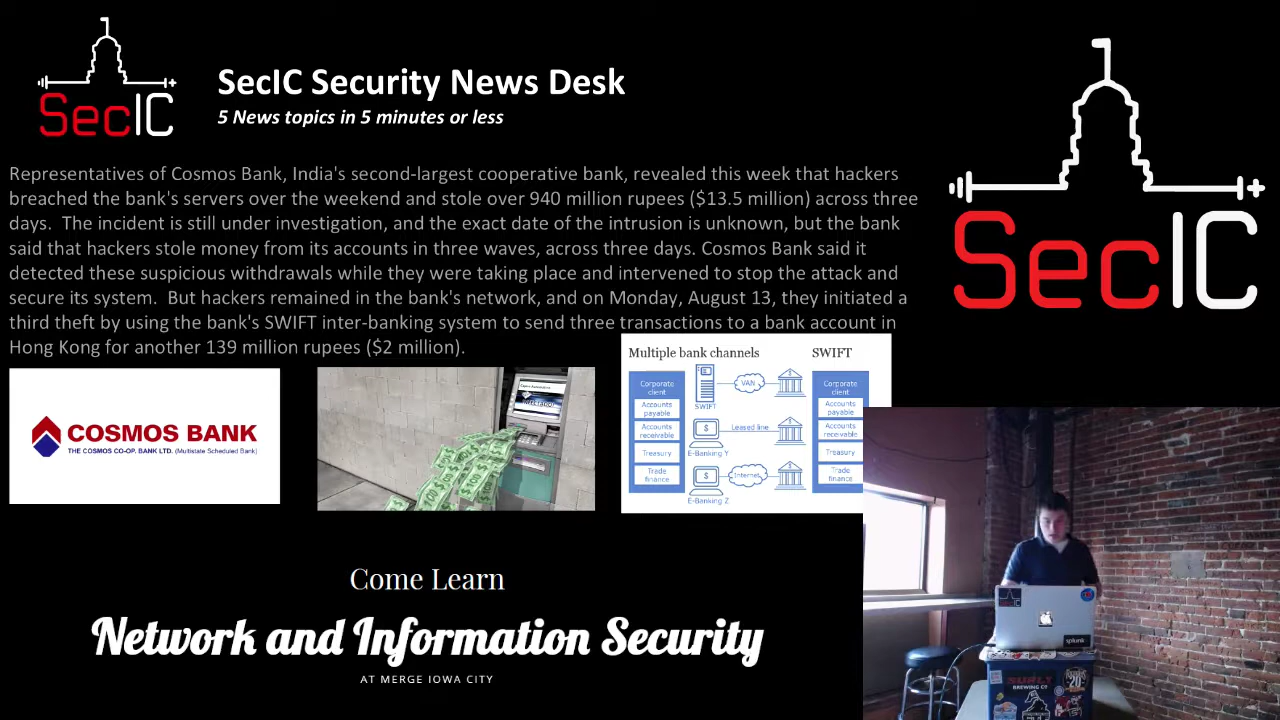 SecIC
SecIC Security News Desk
5 News topics in 5 minutes or less
SecIC
Representatives of Cosmos Bank, India's second-largest cooperative bank, revealed this week that hackers
breached the bank's servers over the weekend and stole over 940 million rupees ($13.5 million) across three
days.  The incident is still under investigation, and the exact date of the intrusion is unknown, but the bank
said that hackers stole money from its accounts in three waves, across three days. Cosmos Bank said it
detected these suspicious withdrawals while they were taking place and intervened to stop the attack and
secure its system.  But hackers remained in the bank's network, and on Monday, August 13, they initiated a
third theft by using the bank's SWIFT inter-banking system to send three transactions to a bank account in
Hong Kong for another 139 million rupees ($2 million).
COSMOS BANK
THE COSMOS CO-OP. BANK LTD. (Multistate Scheduled Bank)
Multiple bank channels
SWIFT
Corporate
client
Accounts
payable
Accounts
receivable
Treasury
Trade
finance
SWIFT
VAN
E-Banking Y
Leased line
E-Banking Z
Internet
Corporate
client
Accounts
payable
Accounts
receivable
Treasury
Trade
finance
Come Learn
Network and Information Security
AT MERGE IOWA CITY
splunk
SURLY
BREWING CO